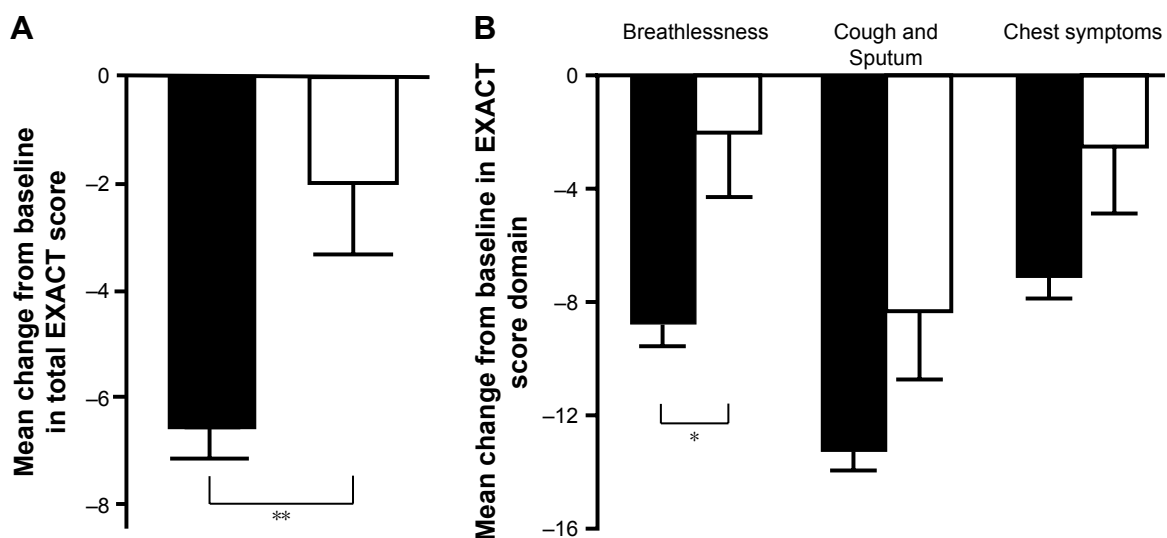 A
Mean change from baseline
in total EXACT score
0
–2
–4
–6
–8
**
B
Mean change from baseline in EXACT
score domain
Breathlessness
Cough and
Sputum
Chest symptoms
0
–4
–8
–12
–16
*